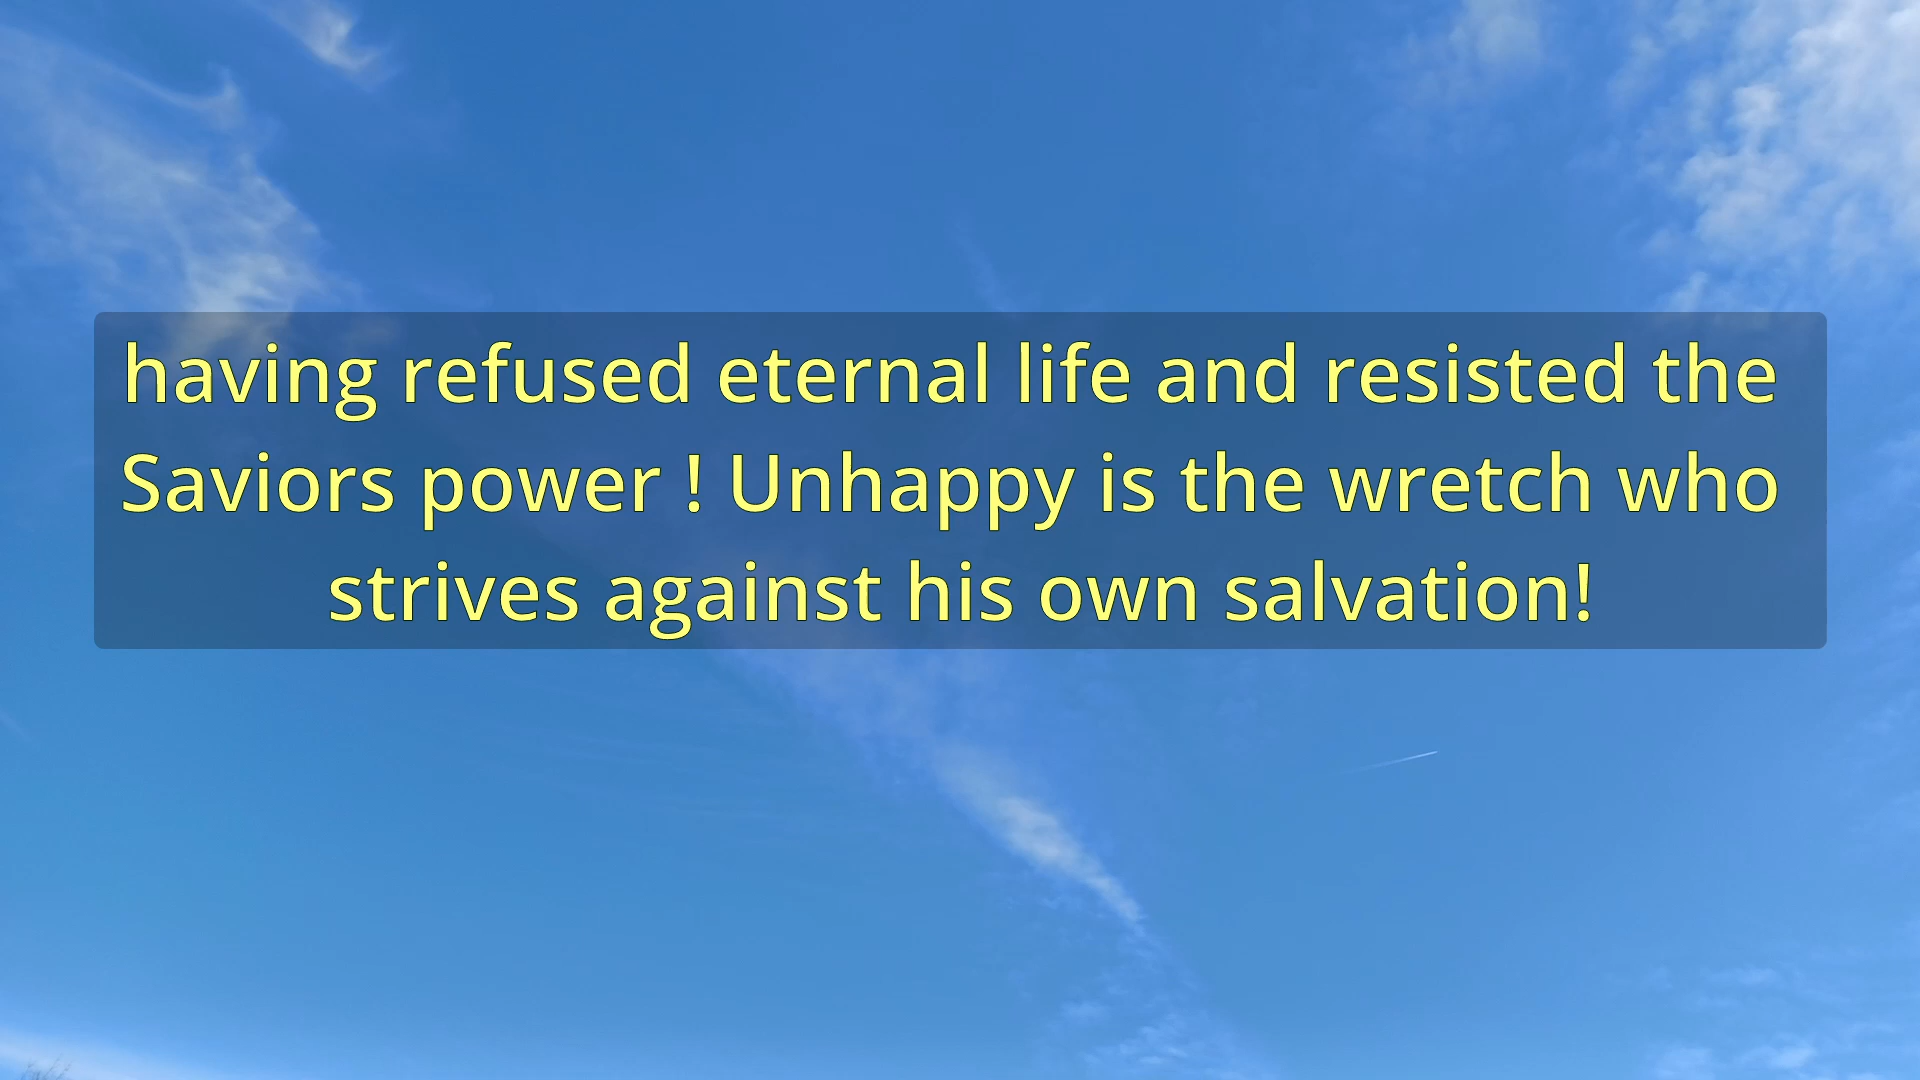 having refused eternal life and resisted the
Saviors power ! Unhappy is the wretch who
strives against his own salvation!